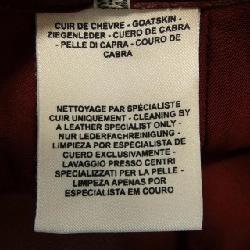 CUIR DE CHEVRE - GOATSKIN -
ZIEGENLEDER - CUERO DE CABRA
- PELLE DI CAPRA - COURO DE
CABRA
NETTOYAGE PAR SPÉCIALISTE
CUIR UNIQUEMENT - CLEANING BY
A LEATHER SPECIALIST ONLY -
NUR LEDERFACHREINIGUNG -
LIMPIEZA POR ESPECIALISTA DE
CUERO EXCLUSIVAMENTE -
LAVAGGIO PRESSO CENTRI
SPECIALIZZATI PER LA PELLE -
LIMPEZA APENAS POR
ESPECIALISTA EM COURO